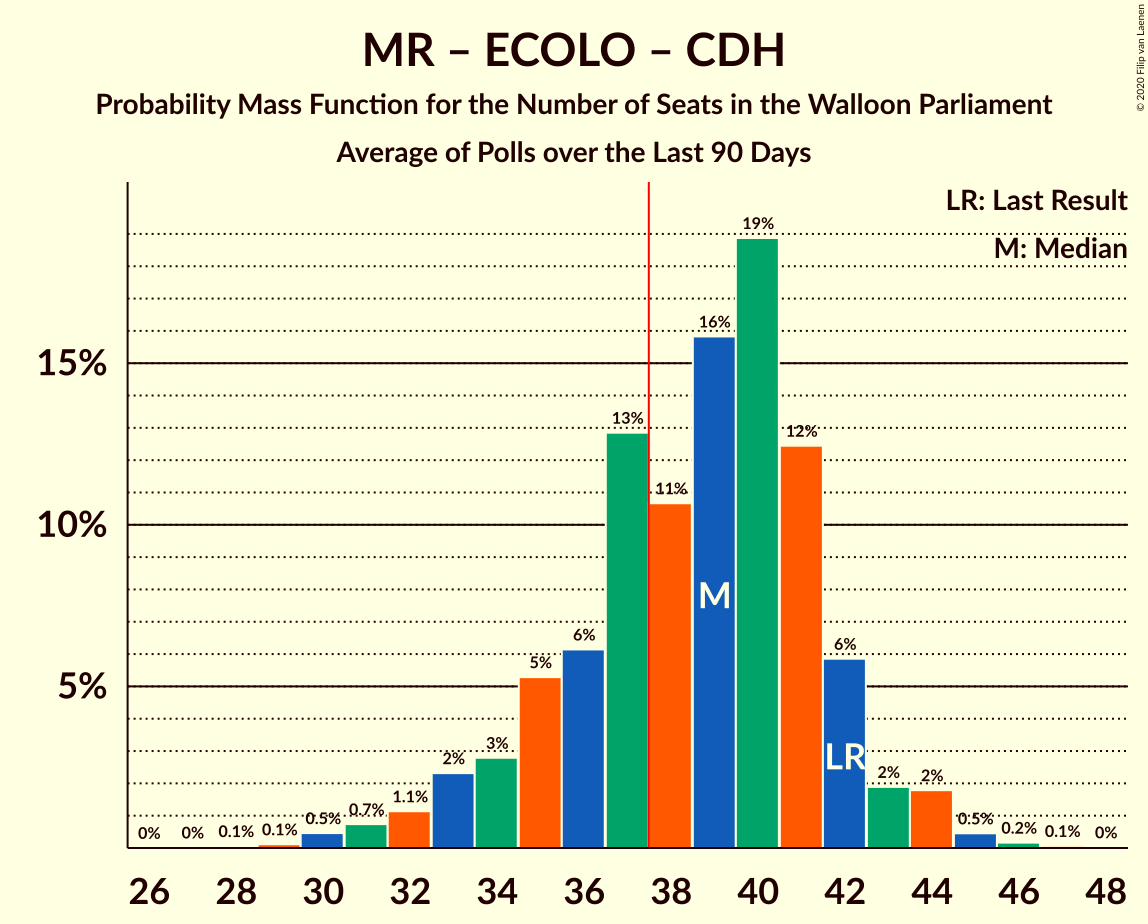 MR – ECOLO – CDH
Probability Mass Function for the Number of Seats in the Walloon Parliament
Average of Polls over the Last 90 Days
© 2020 Filip van Laenen
LR: Last Result
M: Median
15%
10%
5%
0%
0%
0.1%
0.1%
0.5%
0.7%
1.1%
2%
3%
5%
6%
13%
11%
16%
19%
12%
6%
2%
2%
0.5%
0.2%
0.1%
0%
M
LR
26 28 30 32 34 36 38 40 42 44 46 48